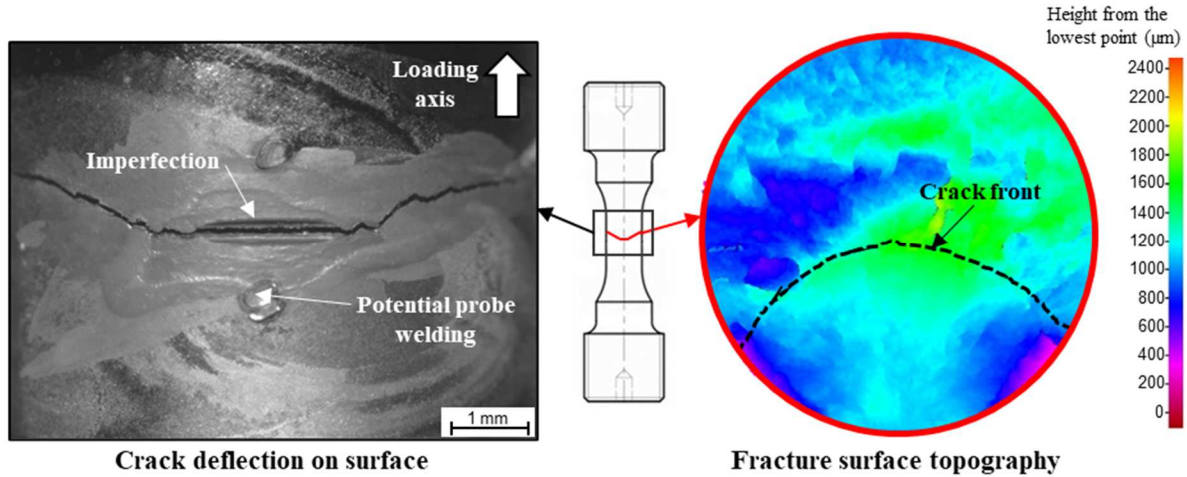 Height from the
lowest point (μm)
Loading
axis
Imperfection
Potential probe
welding
1 mm
Crack front
2400
2200
2000
1800
1600
1400
1200
1000
800
600
400
200
0
Crack deflection on surface
Fracture surface topography